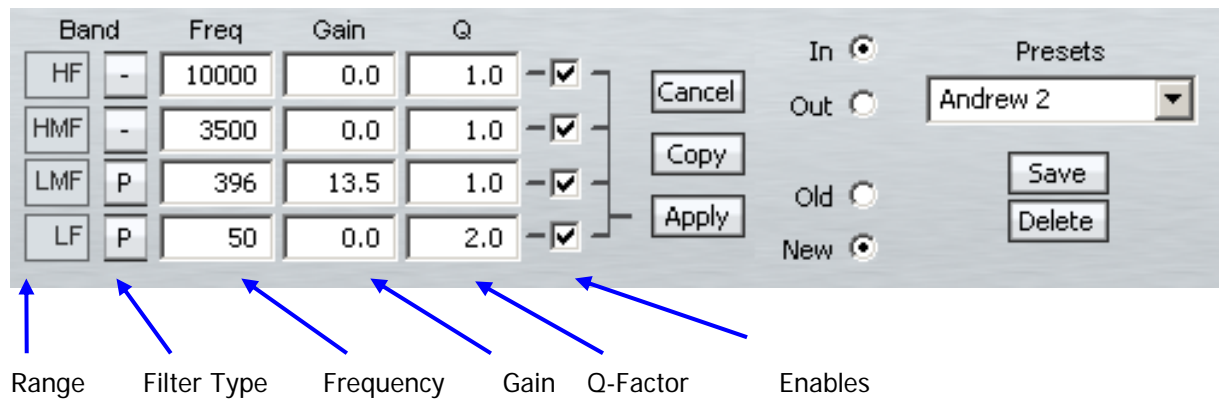 Band Freq Gain Q
HF - 10000 0.0 1.0
HMF - 3500 0.0 1.0
LMF P 396 13.5 1.0
LF P 50 0.0 2.0
Cancel
Copy
Apply
In
Out
Old
New
Presets
Andrew 2
Save
Delete
Range Filter Type Frequency Gain Q-Factor Enables